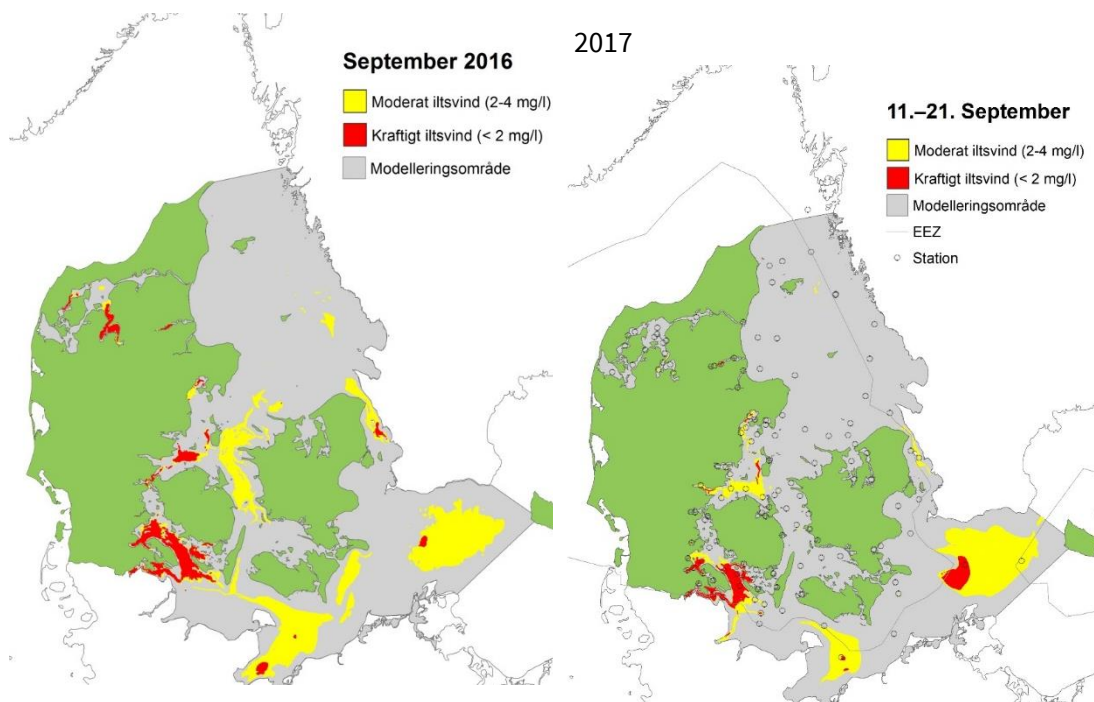 September 2016
Moderat iltsvind (2-4 mg/l)
Kraftigt iltsvind (< 2 mg/l)
Modelleringsområde
2017
11.–21. September
Moderat iltsvind (2-4 mg/l)
Kraftigt iltsvind (< 2 mg/l)
Modelleringsområde
EEZ
Station